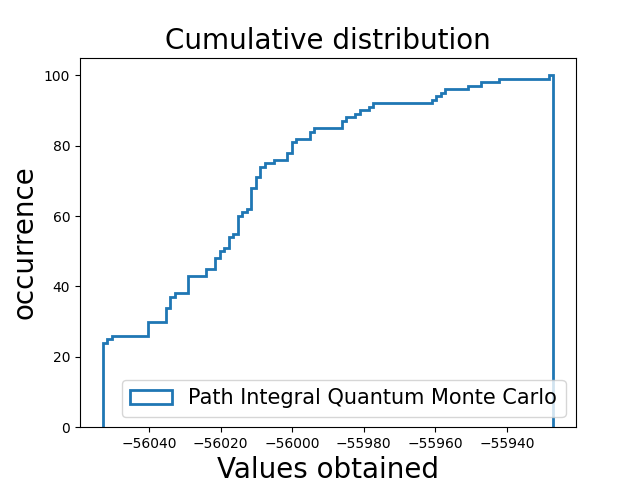 Cumulative distribution
occurrence
100
80
60
40
20
0
Path Integral Quantum Monte Carlo
−56040 −56020 −56000 −55980 −55960 −55940
Values obtained